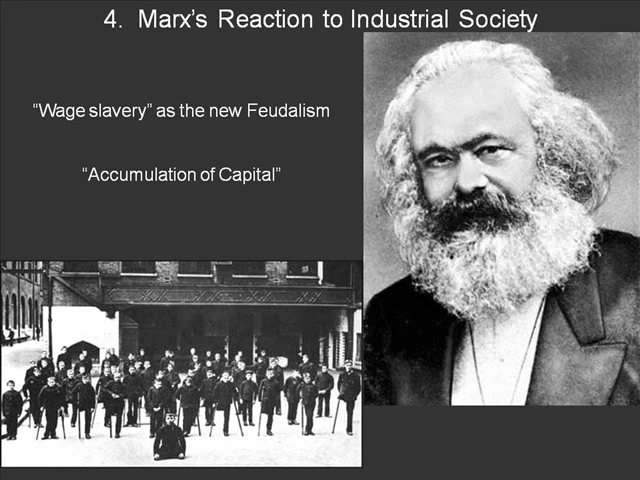 4. Marx’s Reaction to Industrial Society
“Wage slavery” as the new Feudalism
“Accumulation of Capital”